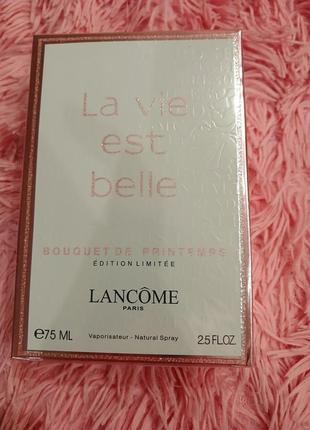 La vie
est
belle
BOUQUET DE PRINTEMPS
ÉDITION LIMITÉE
LANCÔME
PARIS
e75 ML Vaporisateur - Natural Spray 2.5 FL.OZ.